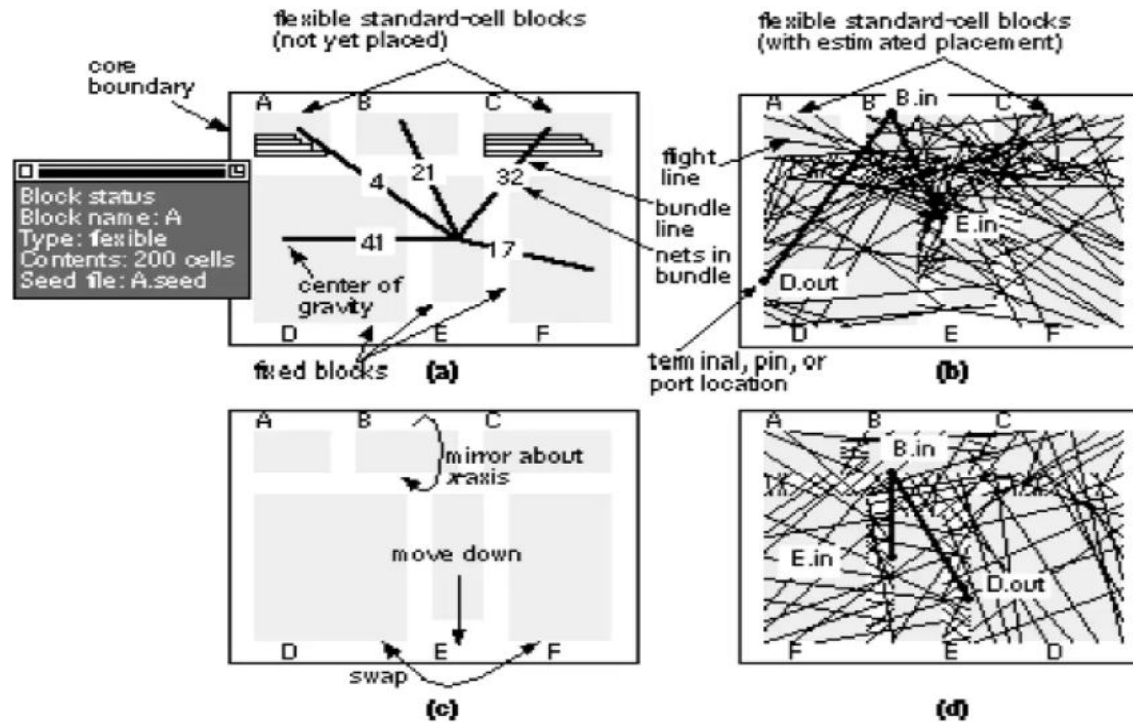 flexible standard-cell blocks
(not yet placed)
core
boundary
A
B
C
Block status
Block name: A
Type: flexible
Contents: 200 cells
Seed file: A.seed
4
21
32
41
17
center of
gravity
bundle
line
nets in
bundle
D
E
F
fixed blocks
(a)
flexible standard-cell blocks
(with estimated placement)
A
B
B.in
C
flight
line
E.in
D.out
D
E
F
terminal, pin, or
port location
(b)
A
B
C
mirror about
x-axis
move down
D
E
F
swap
(c)
A
B
C
B.in
E.in
D.out
F
E
D
(d)